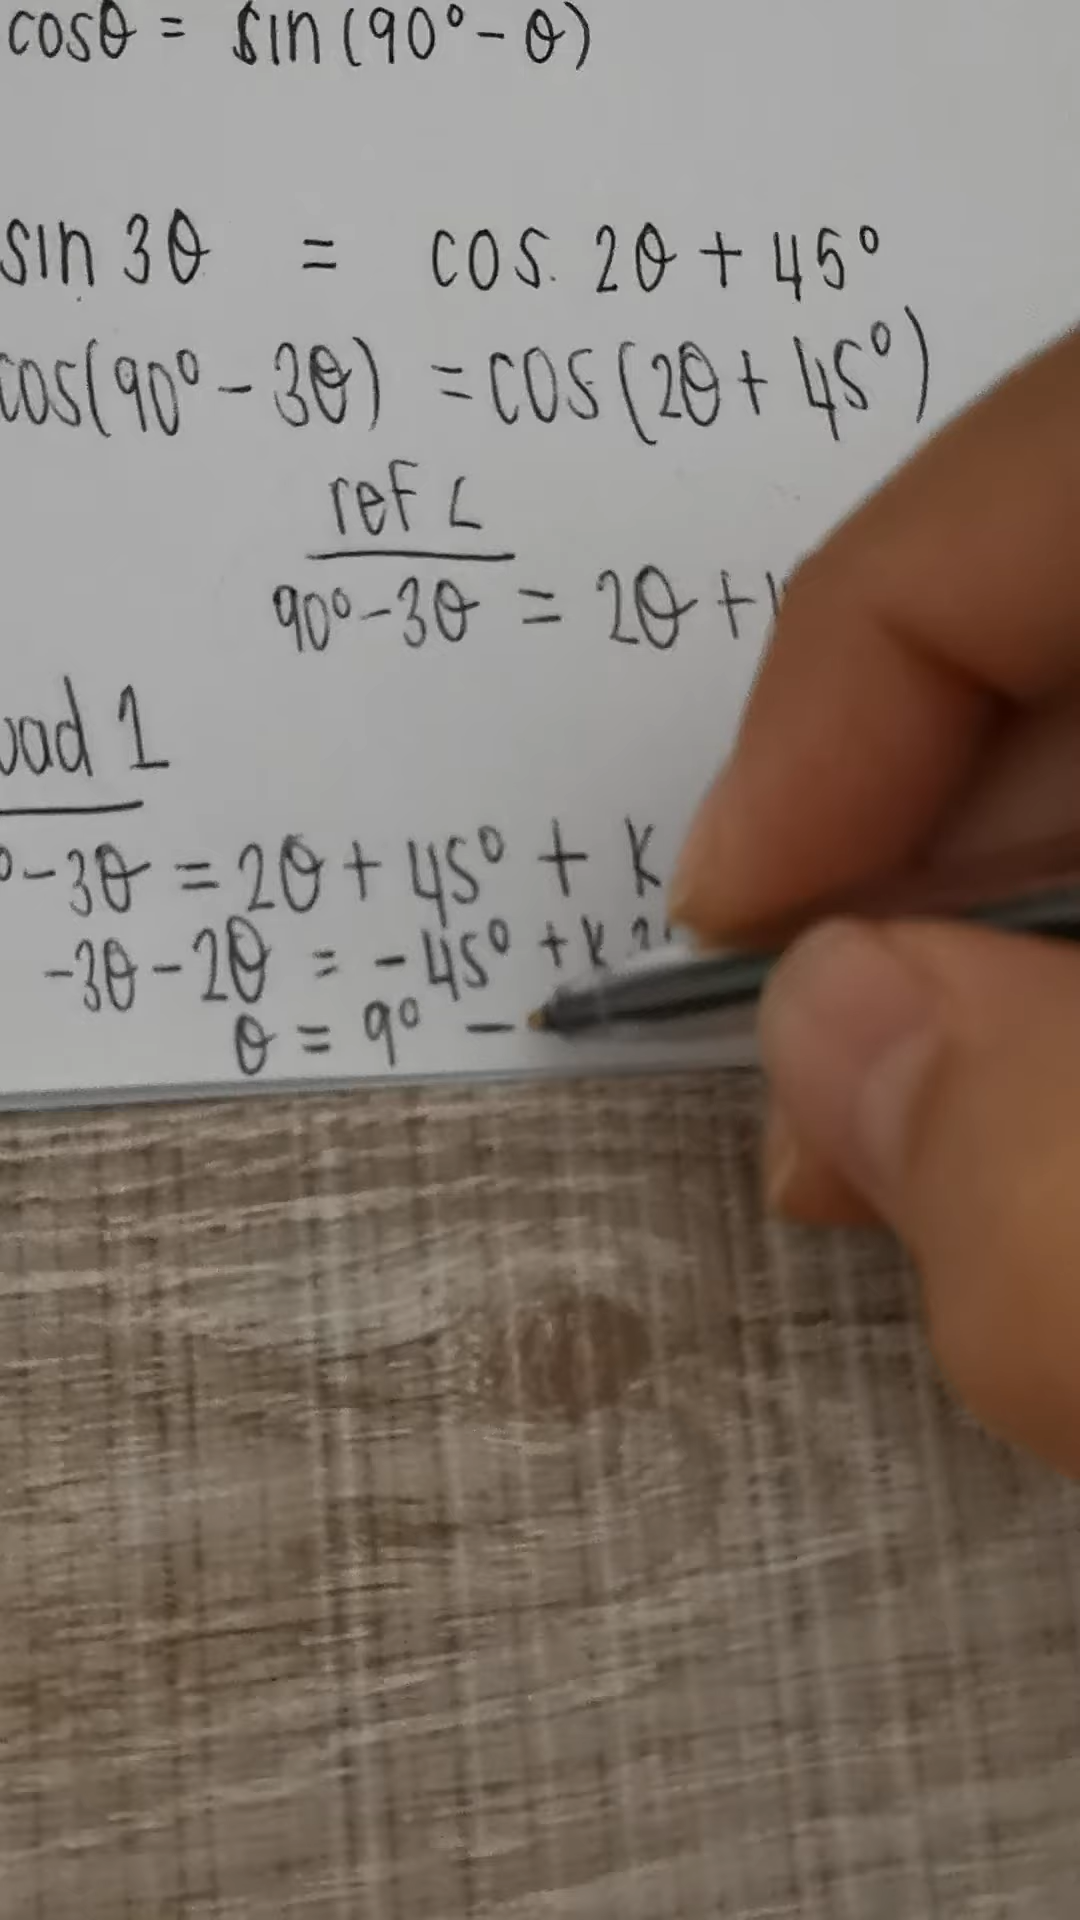 cosθ = sin(90° - θ)
sin 3θ = cos. 2θ + 45°
cos(90° - 3θ) = cos(2θ + 45°)
ref ∠
90° - 3θ = 2θ +
1
° - 3θ = 2θ + 45° + K
-3θ - 2θ = -45° + K
θ = 9° -